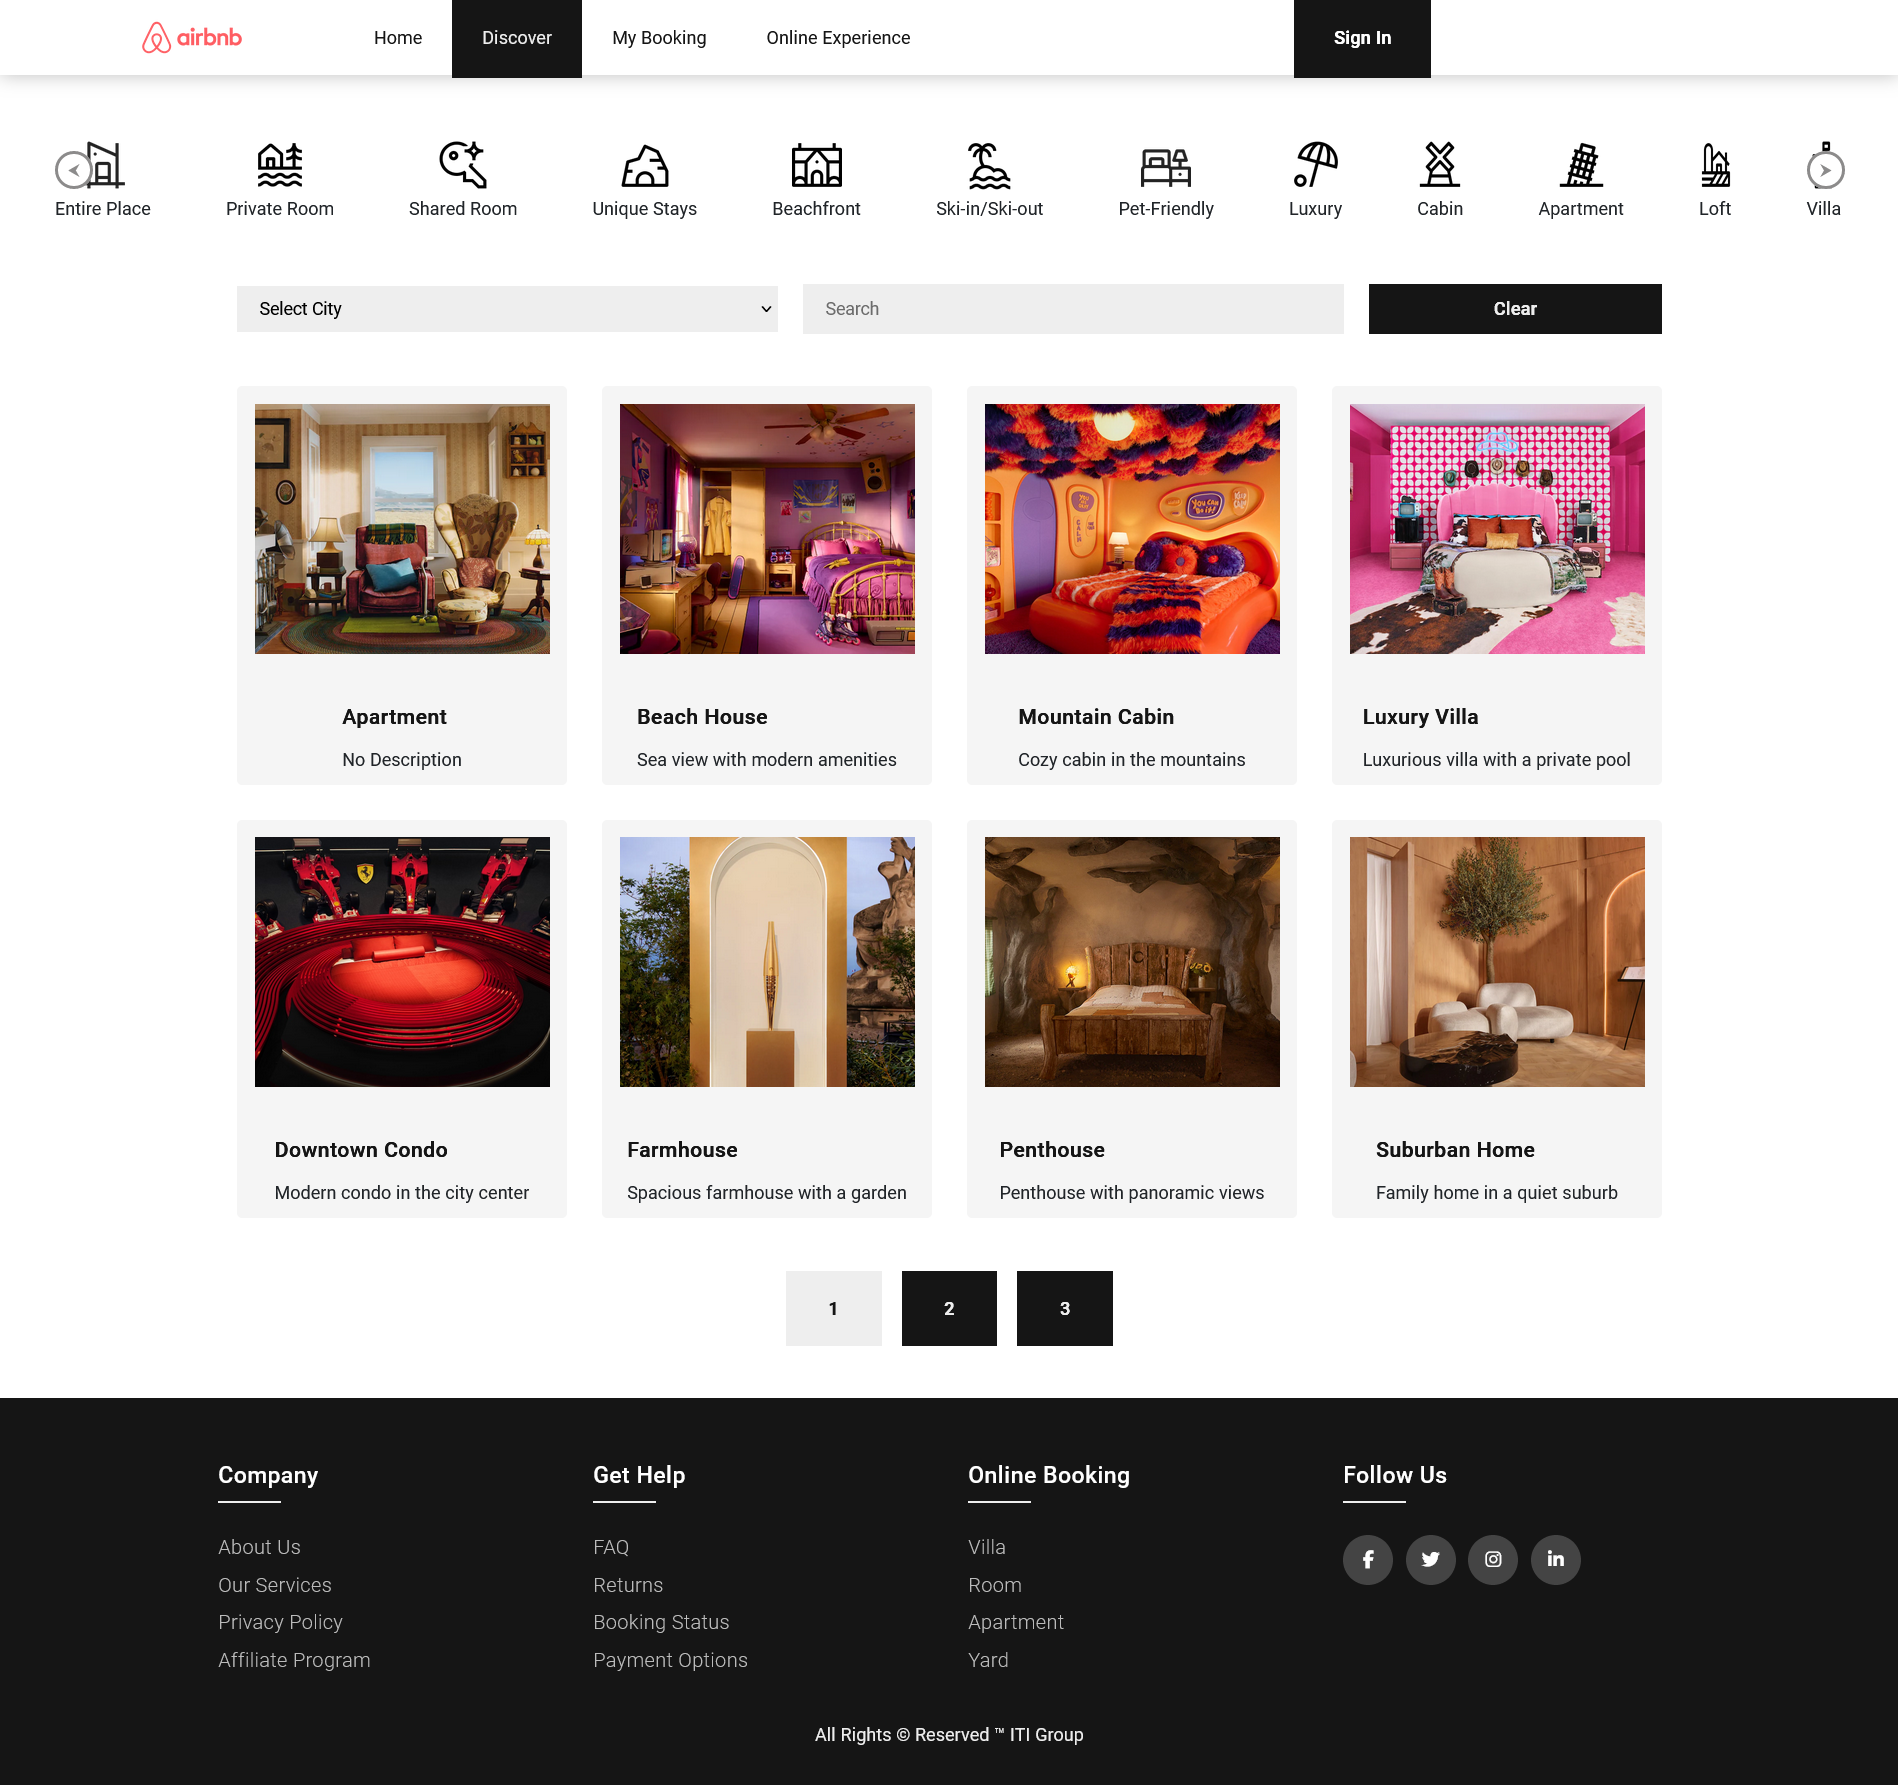 airbnb
Home
Discover
My Booking
Online Experience
Sign In
Entire Place
Private Room
Shared Room
Unique Stays
Beachfront
Ski-in/Ski-out
Pet-Friendly
Luxury
Cabin
Apartment
Loft
Villa
Select City
Search
Clear
YOU CAN DO IT!
Apartment
No Description
Beach House
Sea view with modern amenities
Mountain Cabin
Cozy cabin in the mountains
Luxury Villa
Luxurious villa with a private pool
Downtown Condo
Modern condo in the city center
Farmhouse
Spacious farmhouse with a garden
Penthouse
Penthouse with panoramic views
Suburban Home
Family home in a quiet suburb
1
2
3
Company
About Us
Our Services
Privacy Policy
Affiliate Program
Get Help
FAQ
Returns
Booking Status
Payment Options
Online Booking
Villa
Room
Apartment
Yard
Follow Us
All Rights © Reserved ™ ITI Group